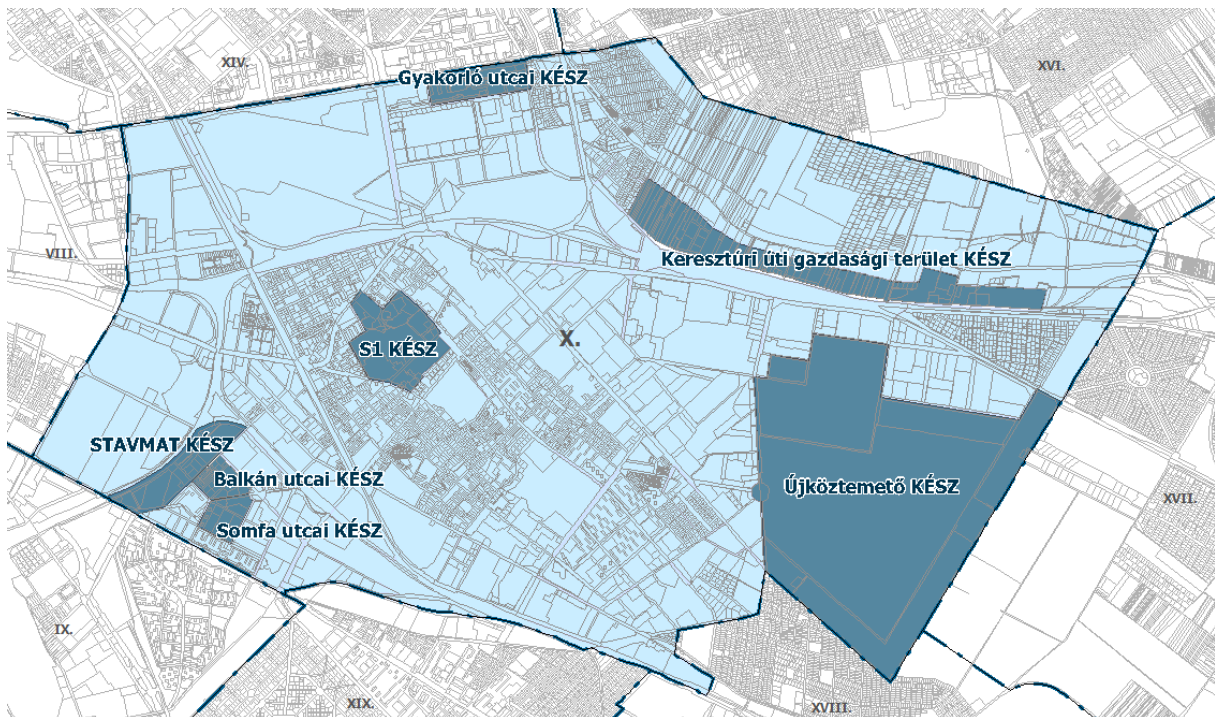 XIV.
XVI.
Gyakorló utcai KÉSZ
VIII.
Keresztúri úti gazdasági terület KÉSZ
X.
S1 KÉSZ
STAVMAT KÉSZ
Balkán utcai KÉSZ
Újköztemető KÉSZ
XVII.
Somfa utcai KÉSZ
IX.
XIX.
XVIII.